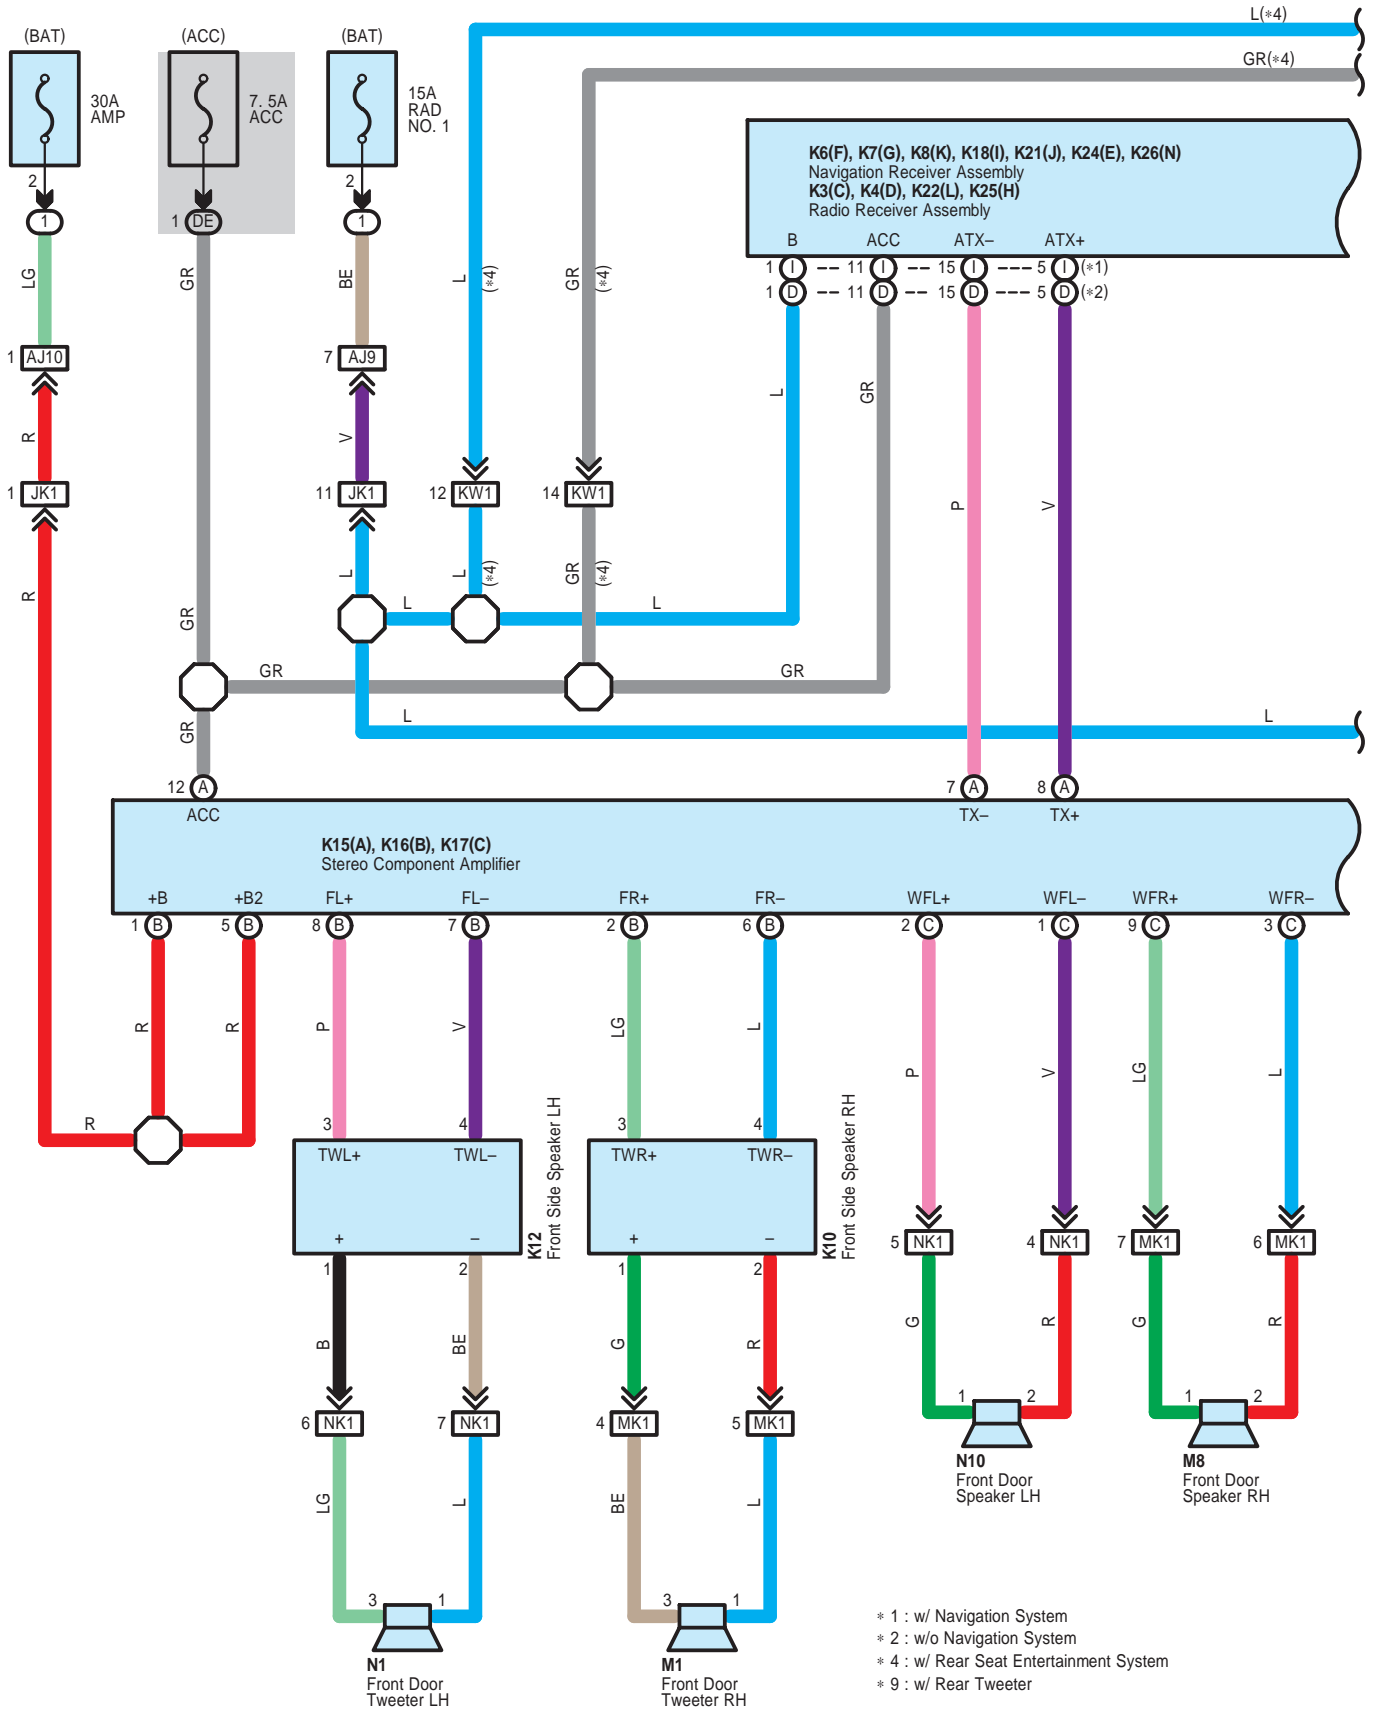 L(*4)
(BAT)
(ACC)
(BAT)
GR(*4)
30A
AMP
7. 5A
ACC
15A
RAD
NO. 1
K6(F), K7(G), K8(K), K18(I), K21(J), K24(E), K26(N)
Navigation Receiver Assembly
K3(C), K4(D), K22(L), K25(H)
Radio Receiver Assembly
2
2
1
1 DE
1
B ACC ATX– ATX+
1 I 11 I 15 I 5 I (*1)
1 D 11 D 15 D 5 D (*2)
LG
GR
BE
L
(*4)
GR
(*4)
1 AJ10
7 AJ9
L
GR
R
V
1 JK1
11 JK1
12 KW1
14 KW1
P
V
R
GR
L
L
(*4)
GR
(*4)
L
L
GR
GR
GR
L
L
12 A
7 A
8 A
ACC
TX–
TX+
K15(A), K16(B), K17(C)
Stereo Component Amplifier
+B +B2 FL+ FL– FR+ FR– WFL+ WFL– WFR+ WFR–
1 B 5 B 8 B 7 B 2 B 6 B 2 C 1 C 9 C 3 C
R
R
P
V
LG
L
P
V
LG
L
R
3
4
3
4
TWL+ TWL–
TWR+ TWR–
+ –
+ –
K12
Front Side Speaker LH
K10
Front Side Speaker RH
5 NK1
4 NK1
7 MK1
6 MK1
1
2
1
2
B
BE
G
R
G
R
G
R
1 2
1 2
6 NK1
7 NK1
4 MK1
5 MK1
N10
Front Door
Speaker LH
M8
Front Door
Speaker RH
LG
L
BE
L
3 1
3 1
N1
Front Door
Tweeter LH
M1
Front Door
Tweeter RH
* 1 : w/ Navigation System
* 2 : w/o Navigation System
* 4 : w/ Rear Seat Entertainment System
* 9 : w/ Rear Tweeter